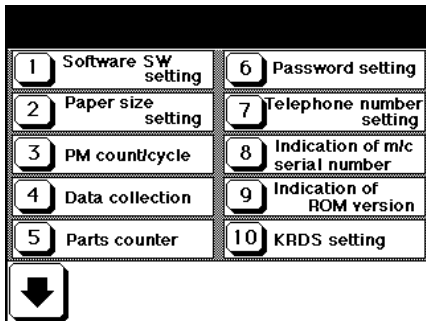 1 Software SW
setting
2 Paper size
setting
3 PM count/cycle
4 Data collection
5 Parts counter
6 Password setting
7 Telephone number
setting
8 Indication of m/c
serial number
9 Indication of
ROM version
10 KRDS setting